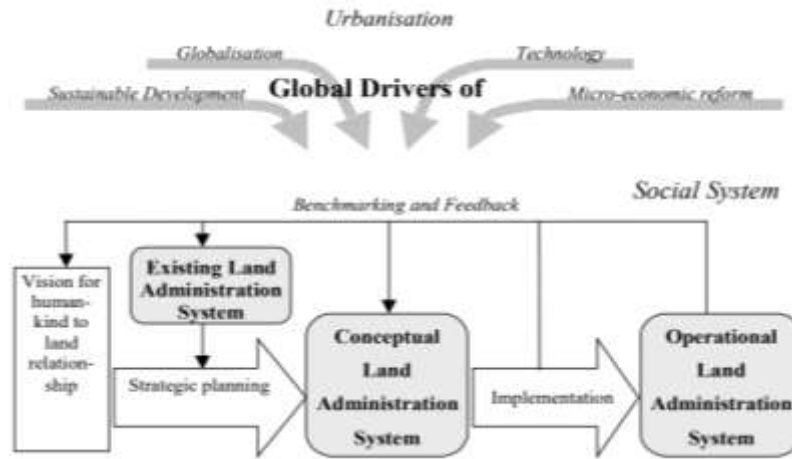 Urbanisation
Globalisation
Technology
Global Drivers of
Sustainable Development
Micro-economic reform
Social System
Benchmarking and Feedback
Vision for
human-
kind to
land
relation-
ship
Existing Land
Administration
System
Strategic planning
Conceptual
Land
Administration
System
Implementation
Operational
Land
Administration
System